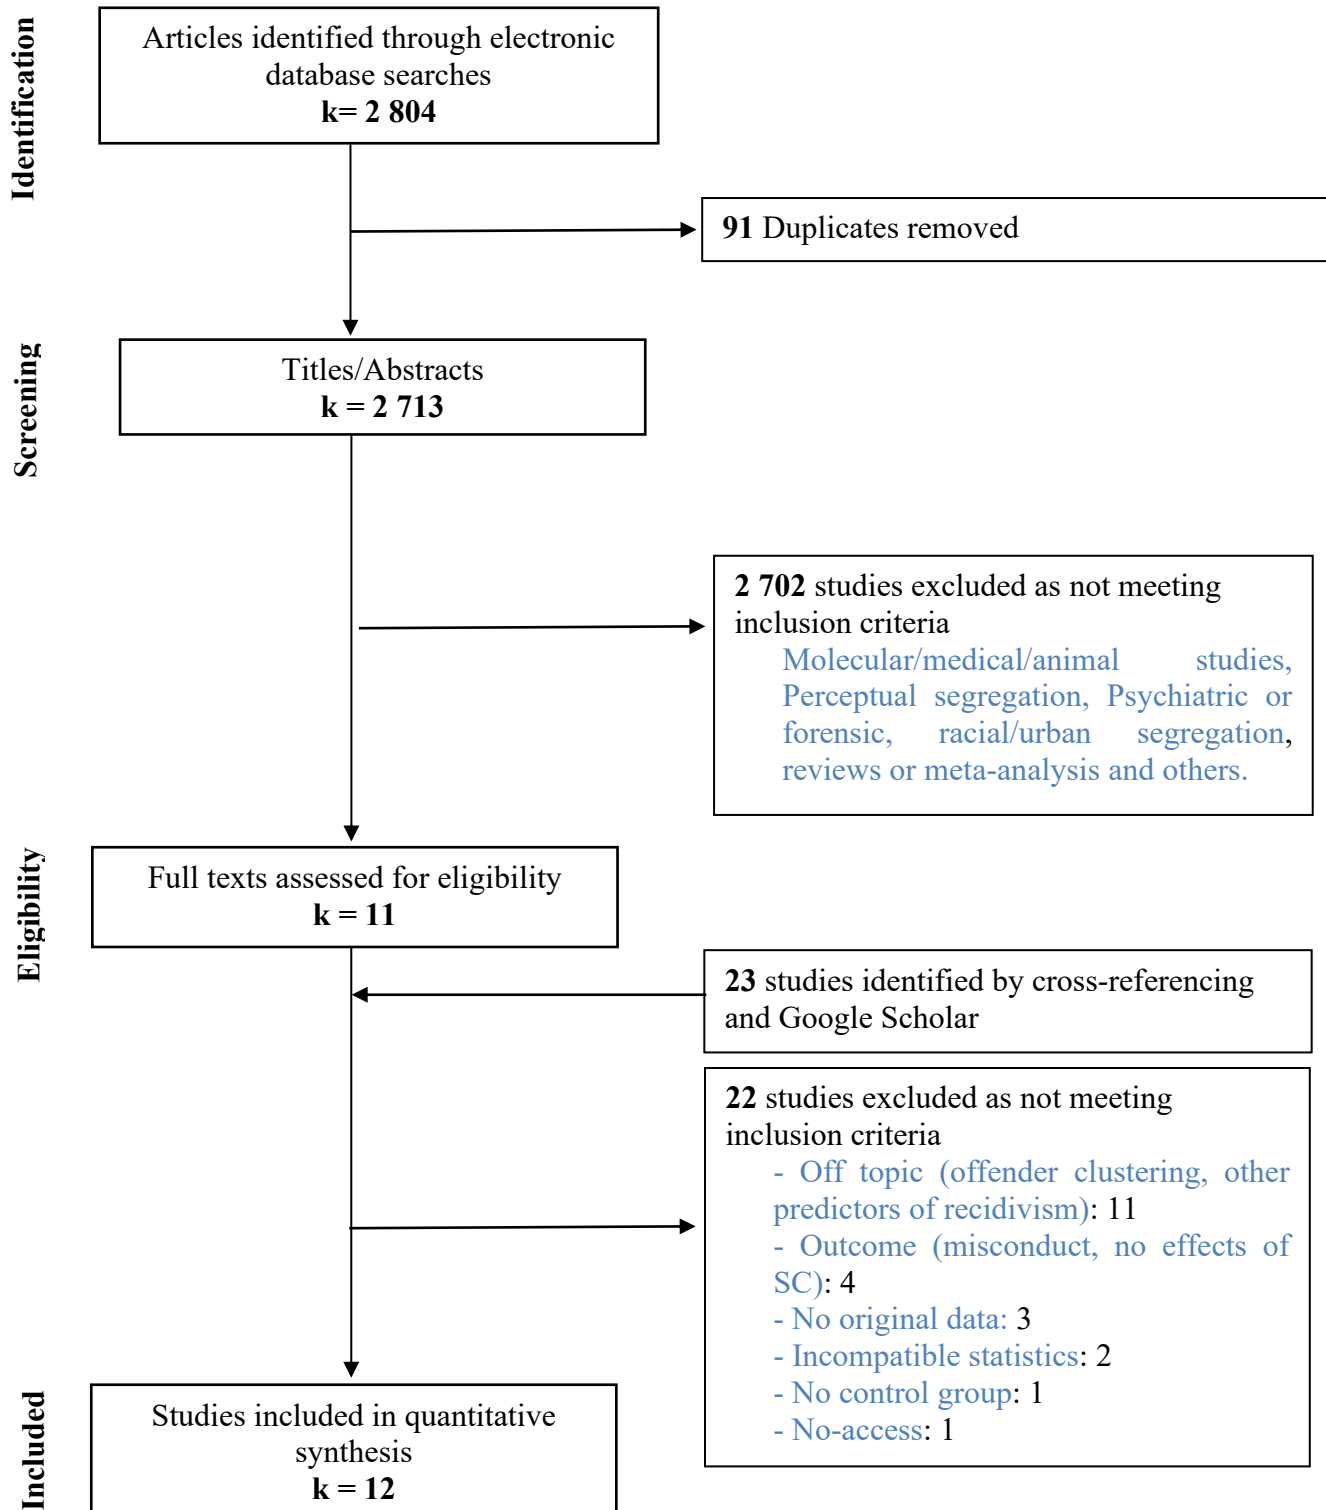 Identification
Articles identified through electronic
database searches
k= 2 804
91 Duplicates removed
Screening
Titles/Abstracts
k = 2 713
2 702 studies excluded as not meeting
inclusion criteria
Molecular/medical/animal studies,
Perceptual segregation, Psychiatric or
forensic, racial/urban segregation,
reviews or meta-analysis and others.
Eligibility
Full texts assessed for eligibility
k = 11
23 studies identified by cross-referencing
and Google Scholar
22 studies excluded as not meeting
inclusion criteria
- Off topic (offender clustering, other
predictors of recidivism): 11
- Outcome (misconduct, no effects of
SC): 4
- No original data: 3
- Incompatible statistics: 2
- No control group: 1
- No-access: 1
Included
Studies included in quantitative
synthesis
k = 12